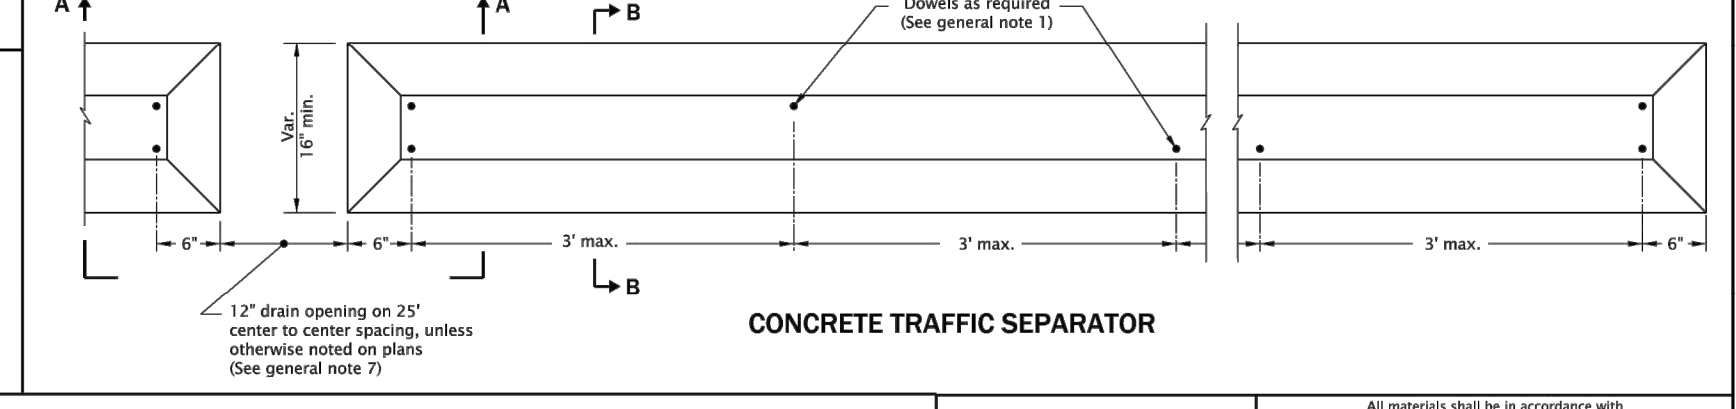 A
A
B
Dowels as required
(See general note 1)
Var.
16" min.
6"
6"
3' max.
3' max.
3' max.
6"
B
12" drain opening on 25'
center to center spacing, unless
otherwise noted on plans
(See general note 7)
CONCRETE TRAFFIC SEPARATOR
All materials shall be in accordance with